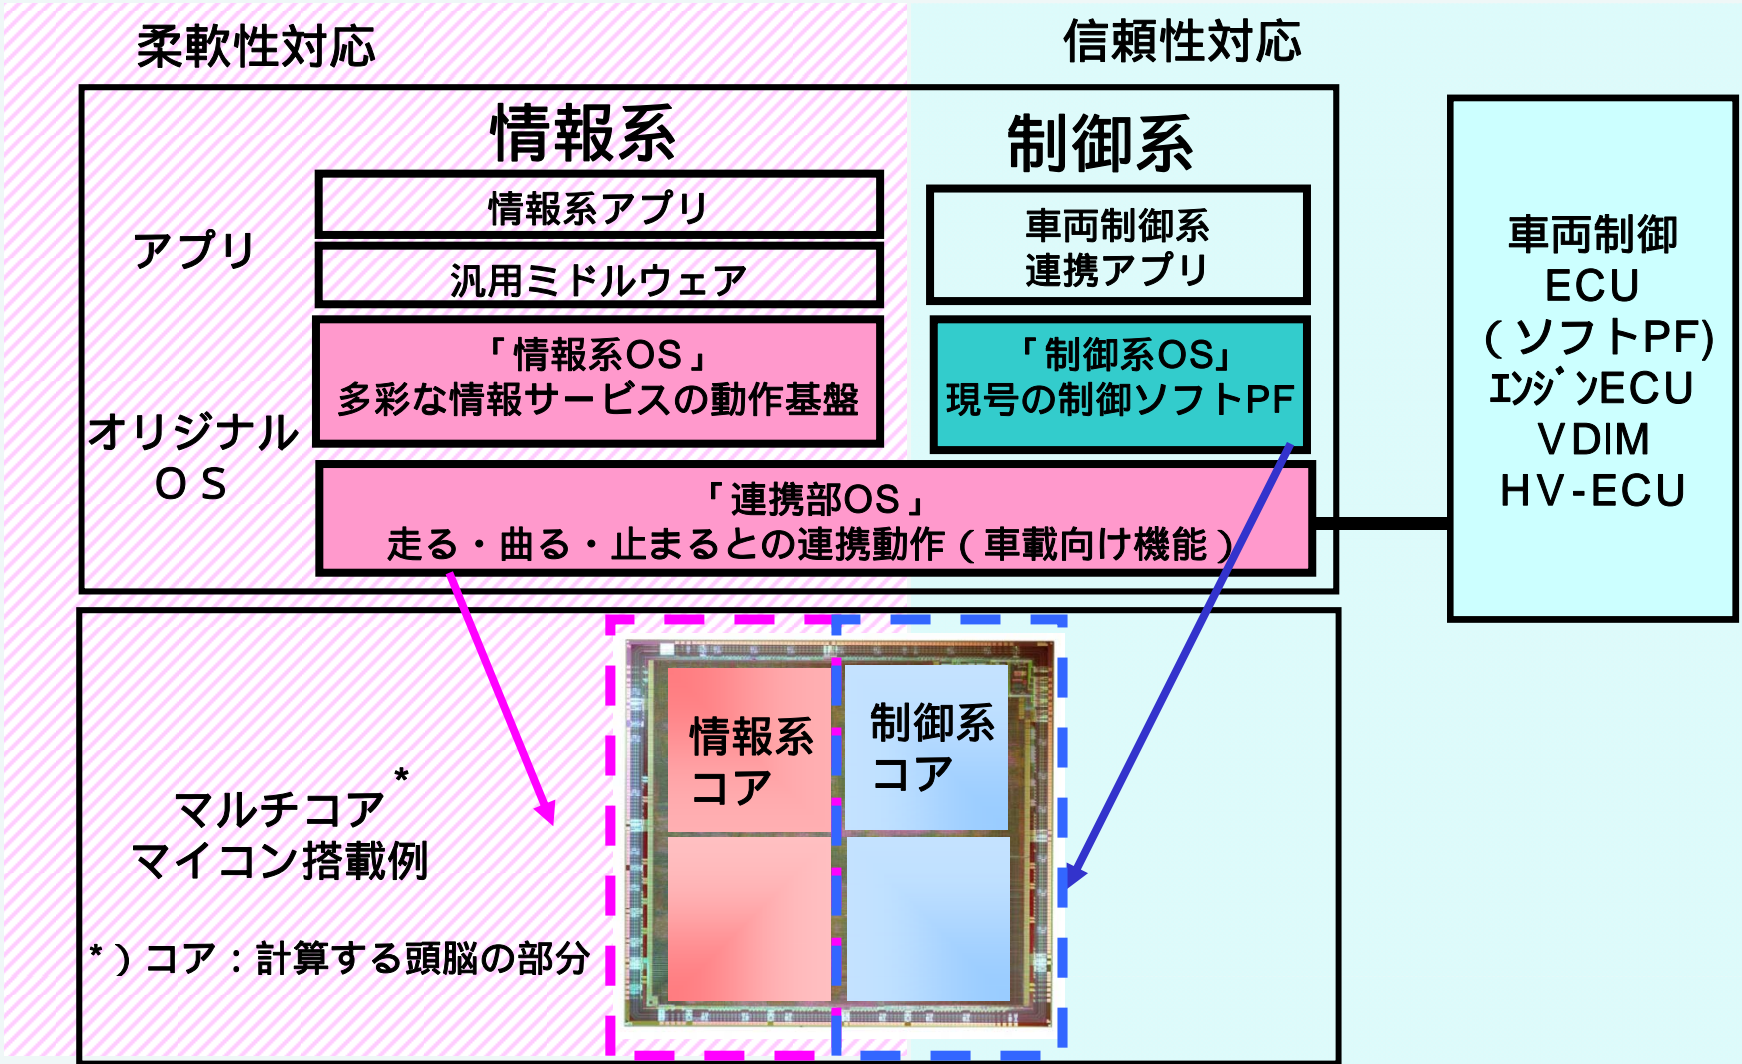 柔軟性対応
信頼性対応
情報系
制御系
アプリ
情報系アプリ
汎用ミドルウェア
車両制御系
連携アプリ
オリジナル
OS
「情報系OS」
多彩な情報サービスの動作基盤
「制御系OS」
現号の制御ソフトPF
「連携部OS」
走る・曲る・止まるとの連携動作(車載向け機能)
車両制御
ECU
(ソフトPF)
エンジンECU
VDIM
HV-ECU
マルチコア*
マイコン搭載例
*)コア:計算する頭脳の部分
情報系
コア
制御系
コア